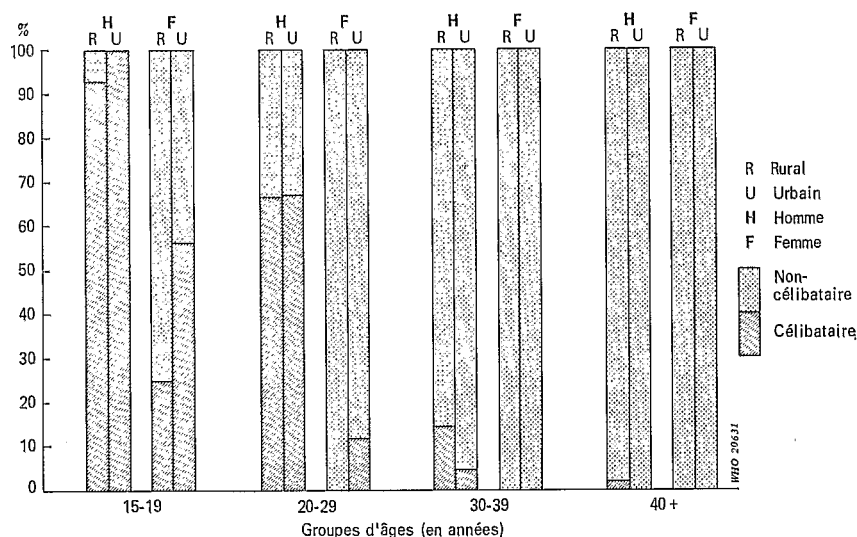 %
H F H F H F H F
R U R U R U R U R U R U R U R U
100
90
80
70
60
50
40
30
20
10
0
R Rural
U Urbain
H Homme
F Femme
Non-
célibataire
Célibataire
WHO 20631
15-19 20-29 30-39 40 +
Groupes d'âges (en années)